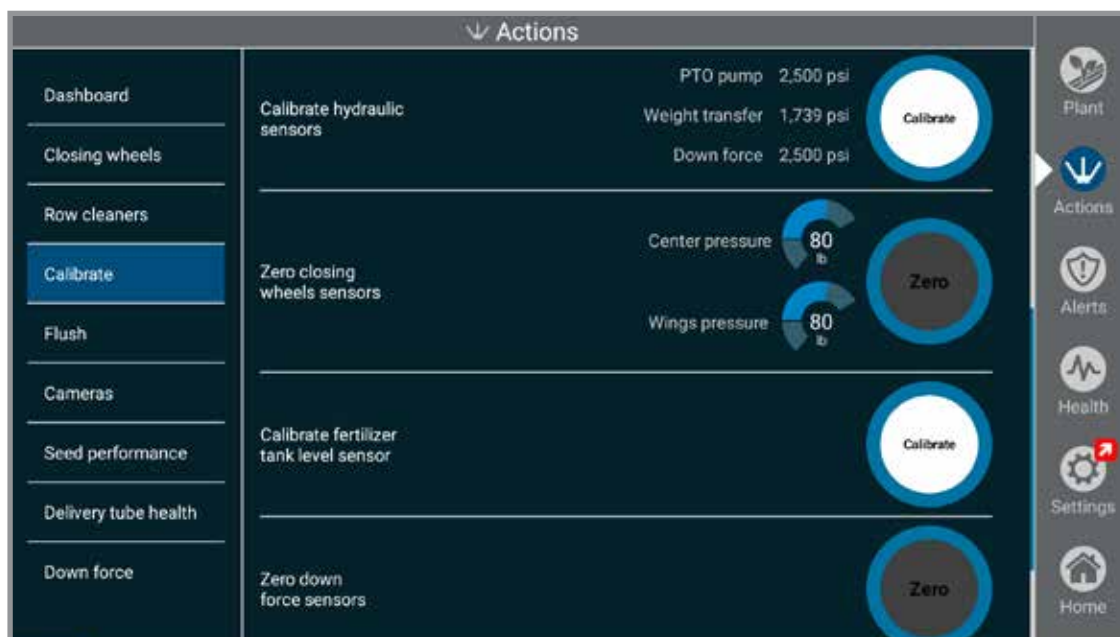 Actions
Dashboard
Closing wheels
Row cleaners
Calibrate
Flush
Cameras
Seed performance
Delivery tube health
Down force
Calibrate hydraulic
sensors
PTO pump 2,500 psi
Weight transfer 1,739 psi
Down force 2,500 psi
Calibrate
Zero closing
wheels sensors
Center pressure 80
lb
Wings pressure 80
lb
Zero
Calibrate fertilizer
tank level sensor
Calibrate
Zero down
force sensors
Zero
Plant
Actions
Alerts
Health
Settings
Home